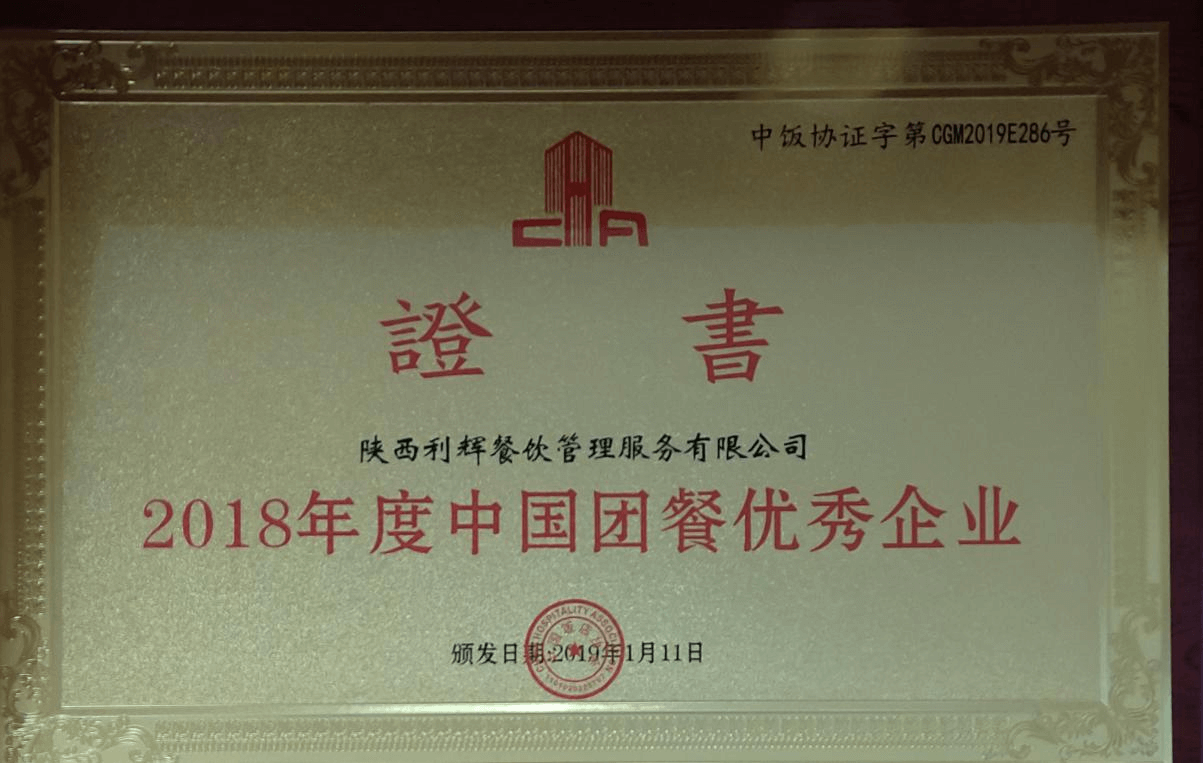 中饭协证字第CGM2019E286号
CHA
證書
陕西利辉餐饮管理服务有限公司
2018年度中国团餐优秀企业
颁发日期:2019年1月11日
HOSPITALITY ASSOCIATION